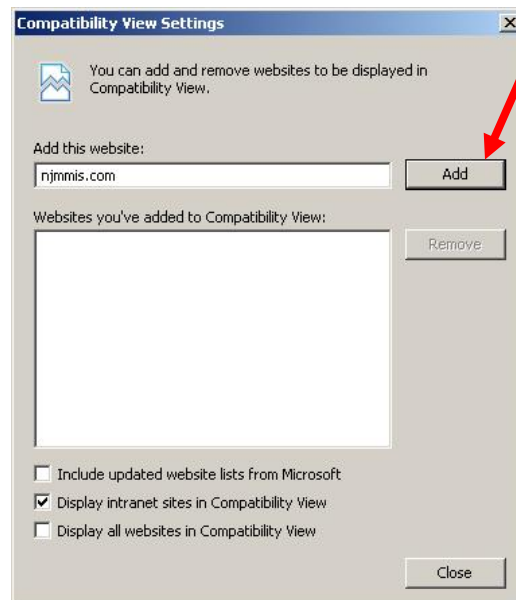 Compatibility View Settings
You can add and remove websites to be displayed in
Compatibility View.
Add this website:
njmmis.com
Add
Websites you've added to Compatibility View:
Remove
Include updated website lists from Microsoft
Display intranet sites in Compatibility View
Display all websites in Compatibility View
Close